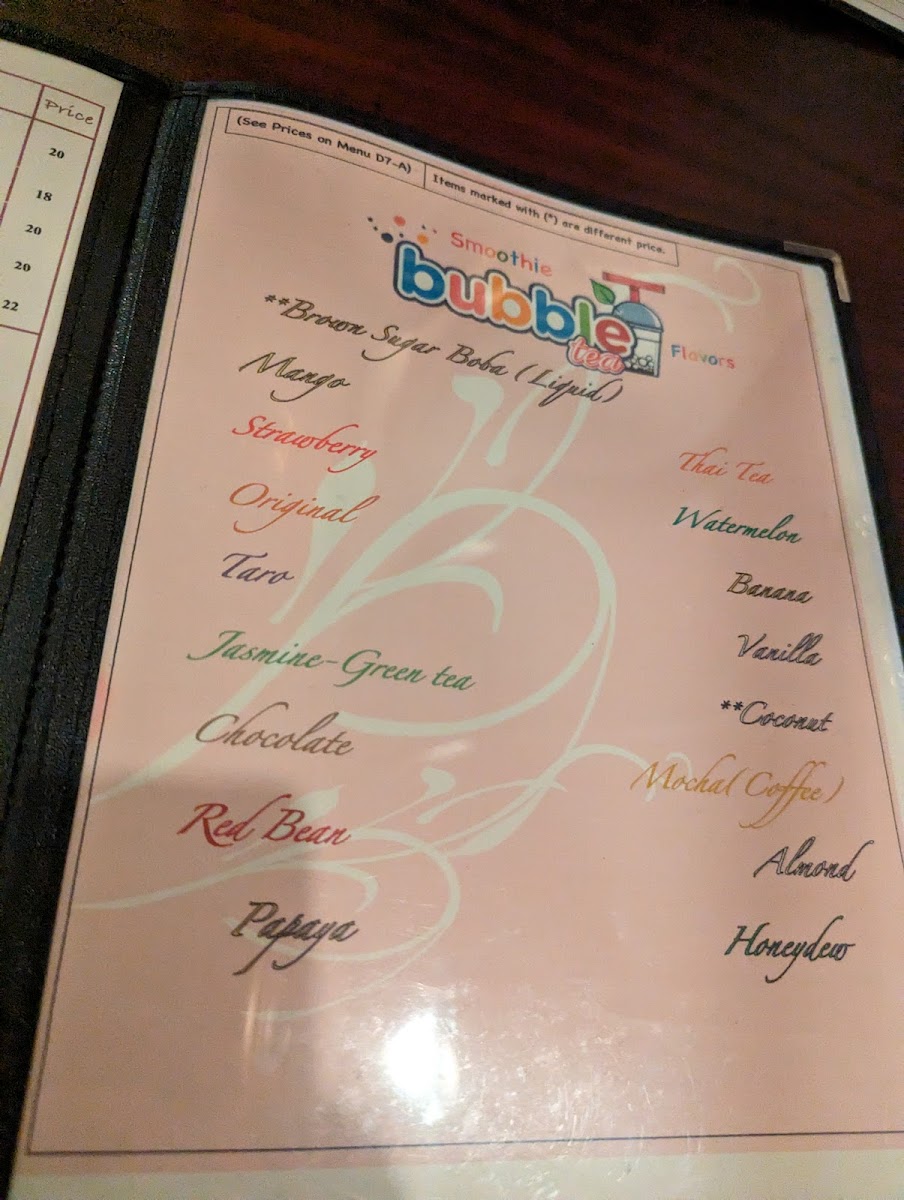 Price
20
18
20
20
22
(See Prices on Menu D7-A)
Items marked with (*) are different price.
Smoothie
bubble
tea
Flavors
**Brown Sugar Boba (Liquid)
Mango
Strawberry
Original
Taro
Jasmine-Green tea
Chocolate
Red Bean
Papaya
Thai Tea
Watermelon
Banana
Vanilla
**Coconut
Mocha(Coffee)
Almond
Honeydew